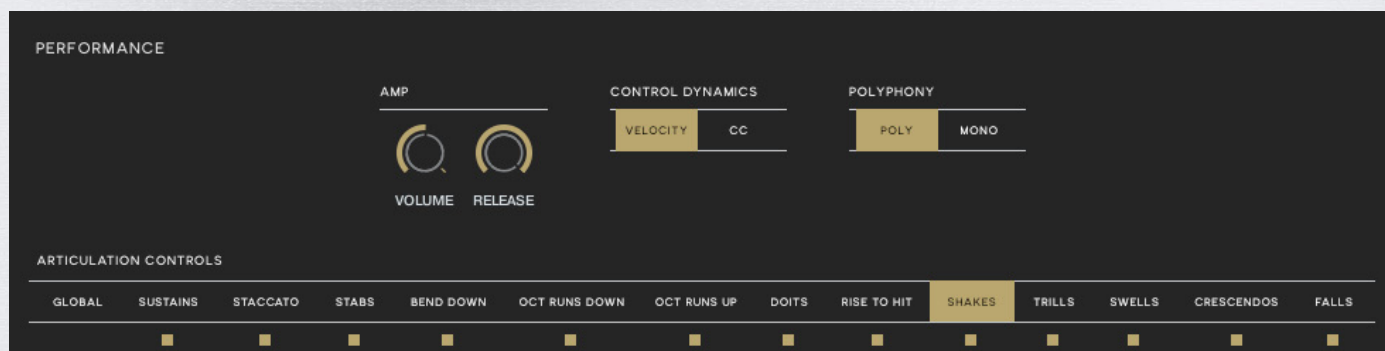 PERFORMANCE
AMP
CONTROL DYNAMICS
POLYPHONY
VELOCITY CC
POLY MONO
VOLUME RELEASE
ARTICULATION CONTROLS
GLOBAL SUSTAINS STACCATO STABS BEND DOWN OCT RUNS DOWN OCT RUNS UP DOITS RISE TO HIT SHAKES TRILLS SWELLS CRESCENDOS FALLS